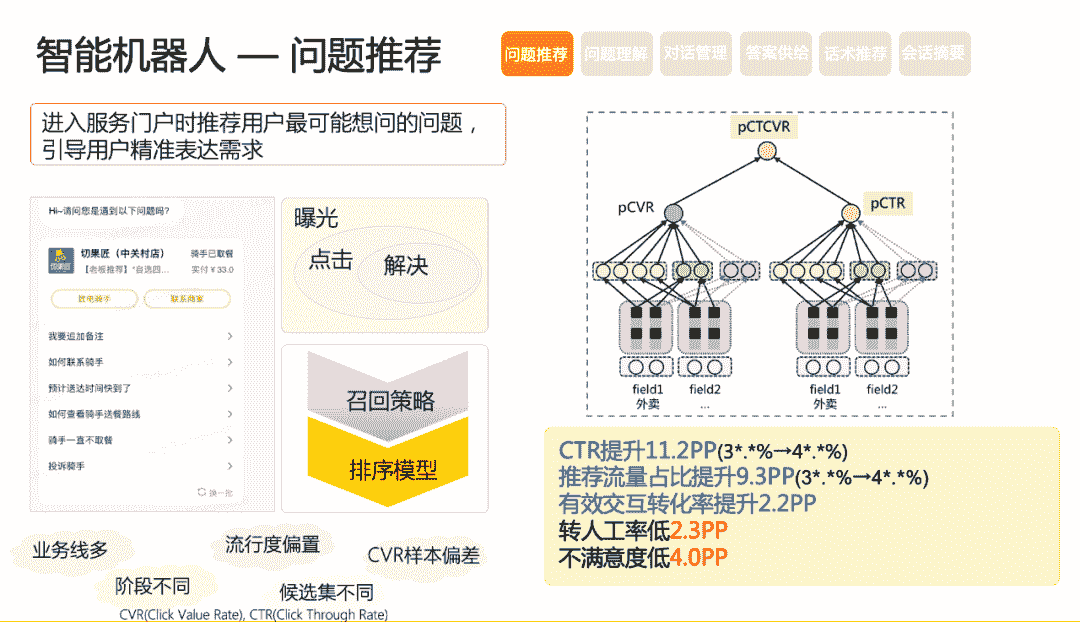 智能机器人 — 问题推荐
问题推荐
问题理解
对话管理
答案供给
话术推荐
会话摘要
进入服务门户时推荐用户最可能想问的问题，
引导用户精准表达需求
Hi~请问您是遇到以下问题吗?
切果匠（中关村店）
骑手已取餐
切果匠
【老板推荐】*自选四...
实付￥33.0
致电骑手
联系商家
我要追加备注
如何联系骑手
预计送达时间快到了
如何查看骑手送餐路线
骑手一直不取餐
投诉骑手
换一批
曝光
点击
解决
召回策略
排序模型
业务线多
流行度偏置
CVR样本偏差
阶段不同
候选集不同
CVR(Click Value Rate), CTR(Click Through Rate)
pCTCVR
pCVR
pCTR
field1
field2
field1
field2
外卖
...
外卖
...
CTR提升11.2PP(3*.*%→4*.*%)
推荐流量占比提升9.3PP(3*.*%→4*.*%)
有效交互转化率提升2.2PP
转人工率低2.3PP
不满意度低4.0PP